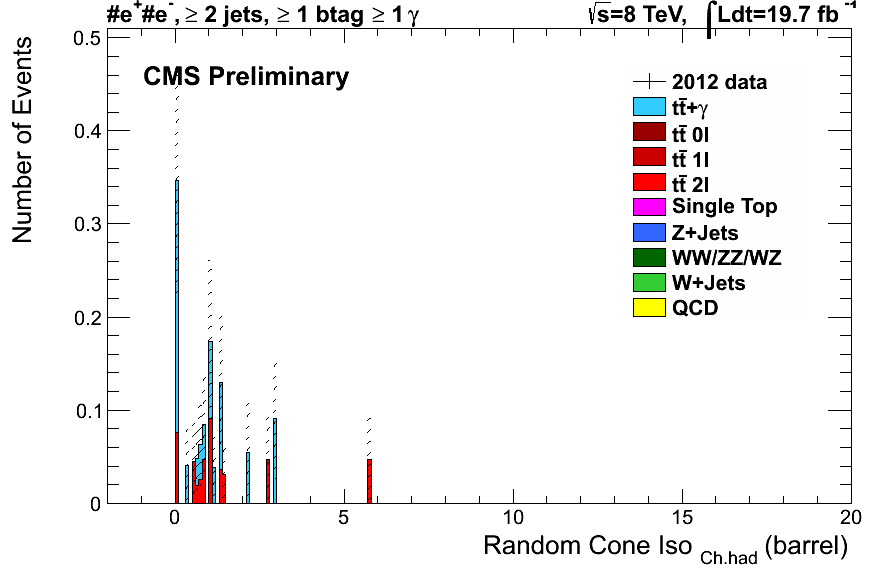 #e⁺#e⁻, ≥ 2 jets, ≥ 1 btag ≥ 1 γ
√s=8 TeV, ∫Ldt=19.7 fb⁻¹
CMS Preliminary
2012 data
tt̄+γ
tt̄ 0l
tt̄ 1l
tt̄ 2l
Single Top
Z+Jets
WW/ZZ/WZ
W+Jets
QCD
Number of Events
0.5
0.4
0.3
0.2
0.1
0
0 5 10 15 20
Random Cone Iso Ch.had (barrel)